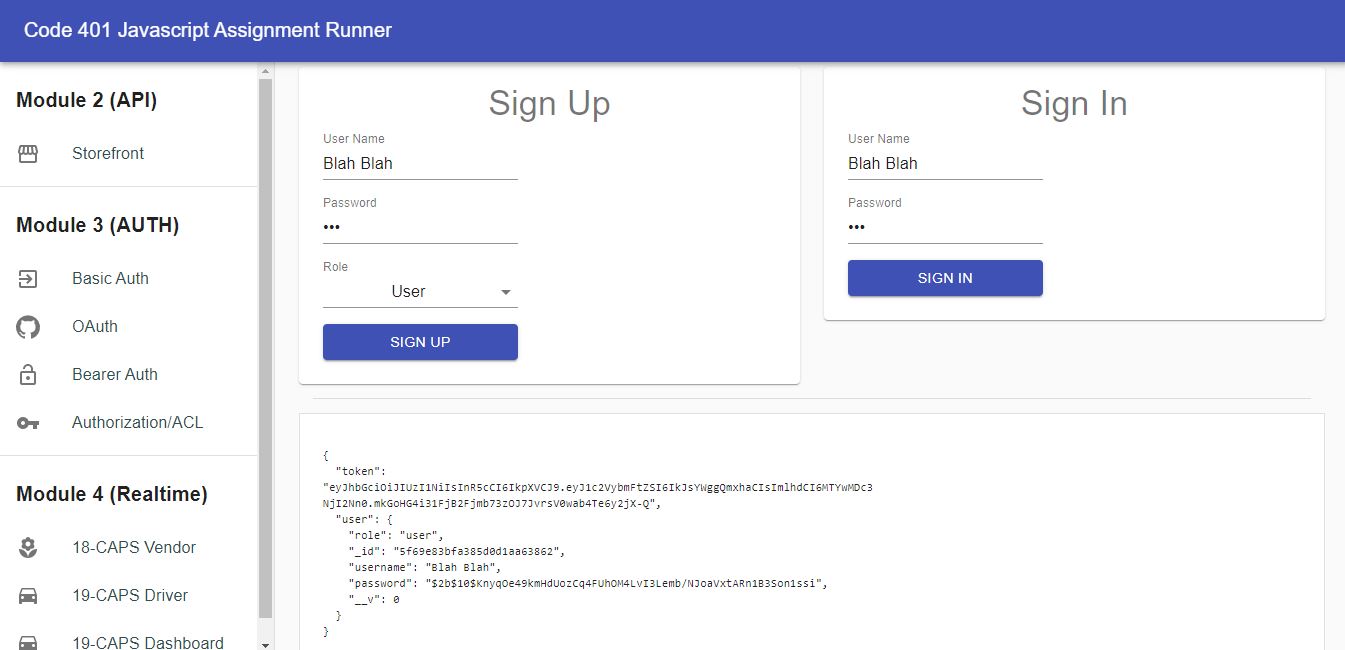 Code 401 Javascript Assignment Runner
Module 2 (API)
Storefront
Module 3 (AUTH)
Basic Auth
OAuth
Bearer Auth
Authorization/ACL
Module 4 (Realtime)
18-CAPS Vendor
19-CAPS Driver
19-CAPS Dashboard
Sign Up
User Name
Blah Blah
Password
•••
Role
User
SIGN UP
Sign In
User Name
Blah Blah
Password
•••
SIGN IN
{
"token":
"eyJhbGciOiJIUzI1NiIsInR5cCI6IkpXVCJ9.eyJ1c2VybmFtZSI6IkJsYWggQmxhaCIsImlhdCI6MTYwMDc3
NjI2Nn0.mkGoHG4i31FjB2Fjmb73zOJ7JvrsV0wab4Te6y2jX-Q",
"user": {
"role": "user",
"_id": "5f69e83bfa385d0d1aa63862",
"username": "Blah Blah",
"password": "$2b$10$KnyqOe49kmHdUozCq4FUhOM4LvI3Lemb/NJoaVxtARn1B3Son1ssi",
"__v": 0
}
}